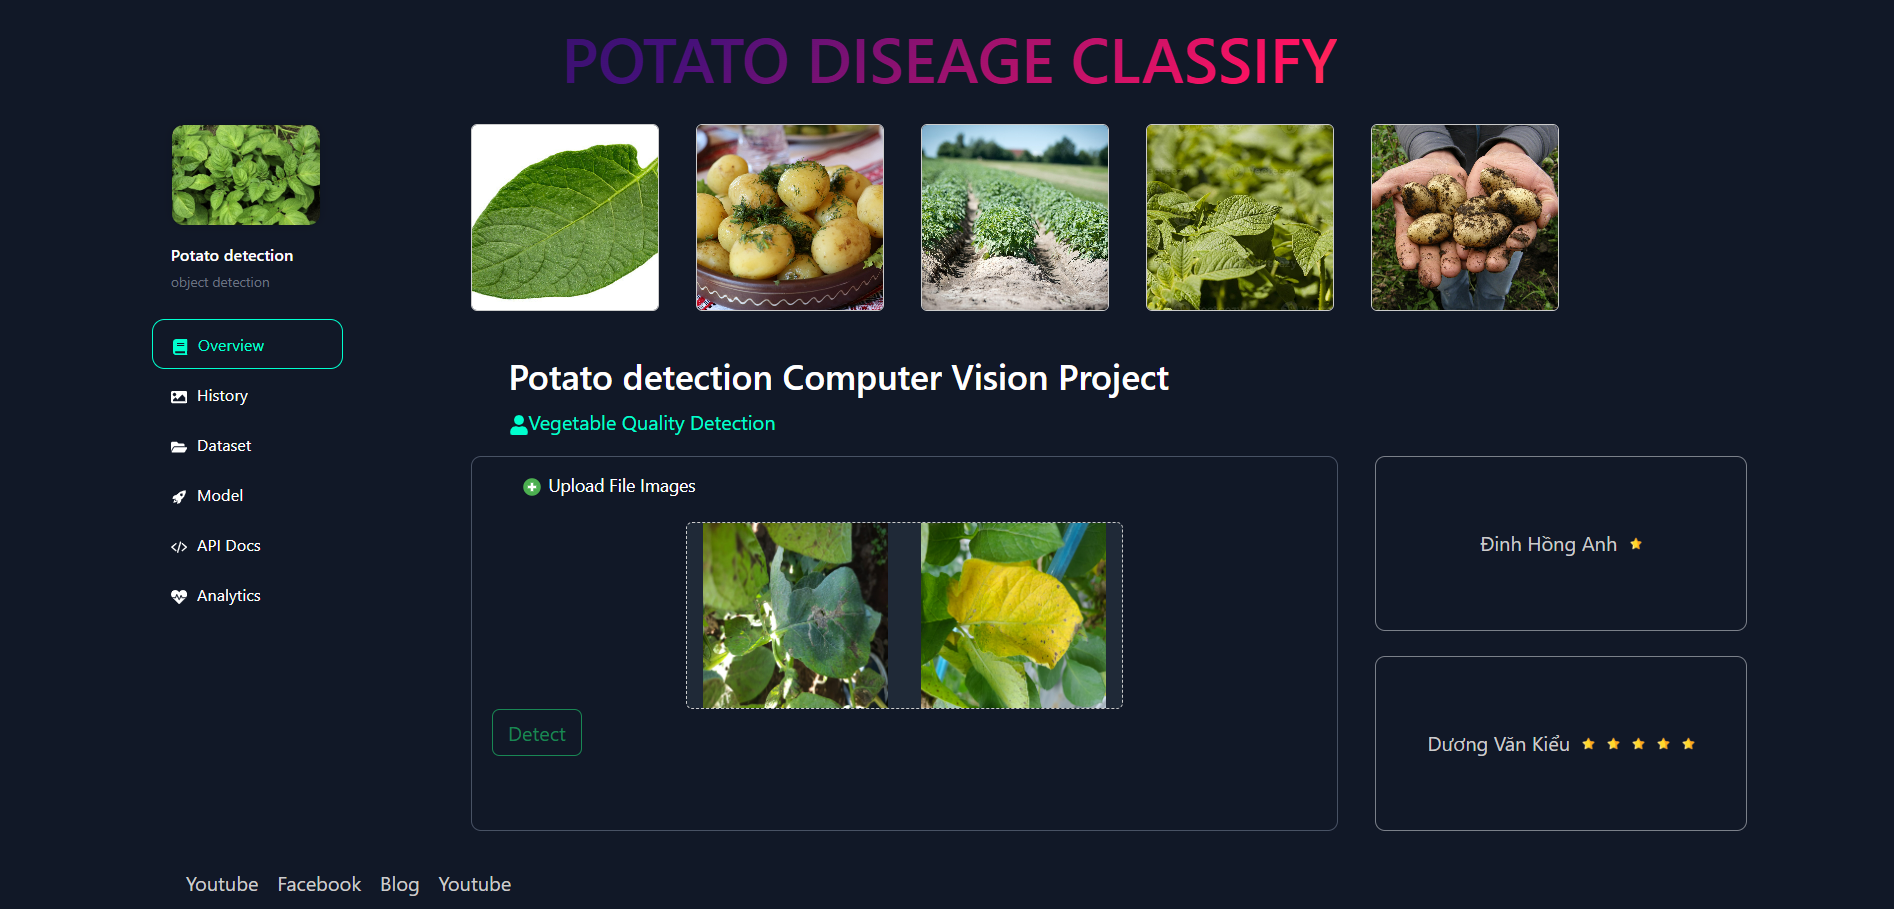 POTATO DISEAGE CLASSIFY
Potato detection
object detection
Overview
History
Dataset
Model
API Docs
Analytics
Potato detection Computer Vision Project
Vegetable Quality Detection
Upload File Images
Detect
Đinh Hồng Anh
Dương Văn Kiểu
Youtube Facebook Blog Youtube